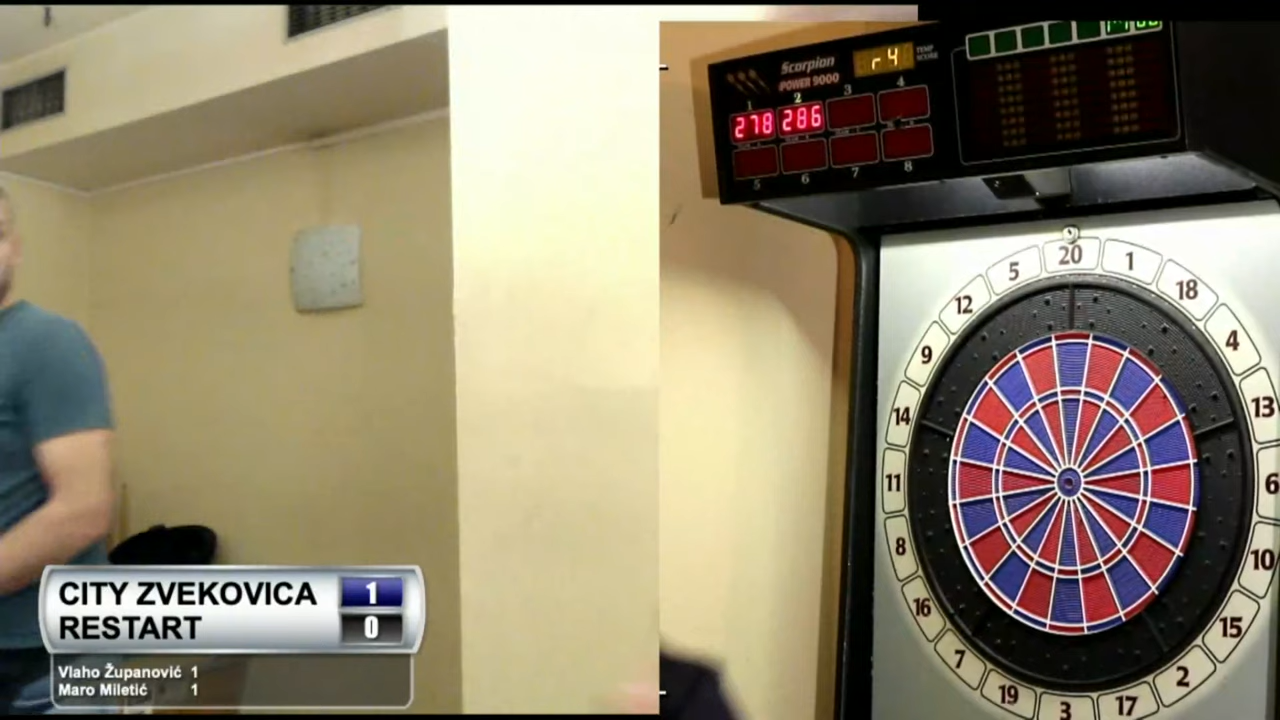 Scorpion
POWER 9000
r4
TEMP
SCORE
1 2 3 4
278 286
5 6 7 8
20
1
18
4
13
6
10
15
2
17
3
19
7
16
8
11
14
9
12
5
CITY ZVEKOVICA 1
RESTART 0
Vlaho Županović 1
Maro Miletić 1